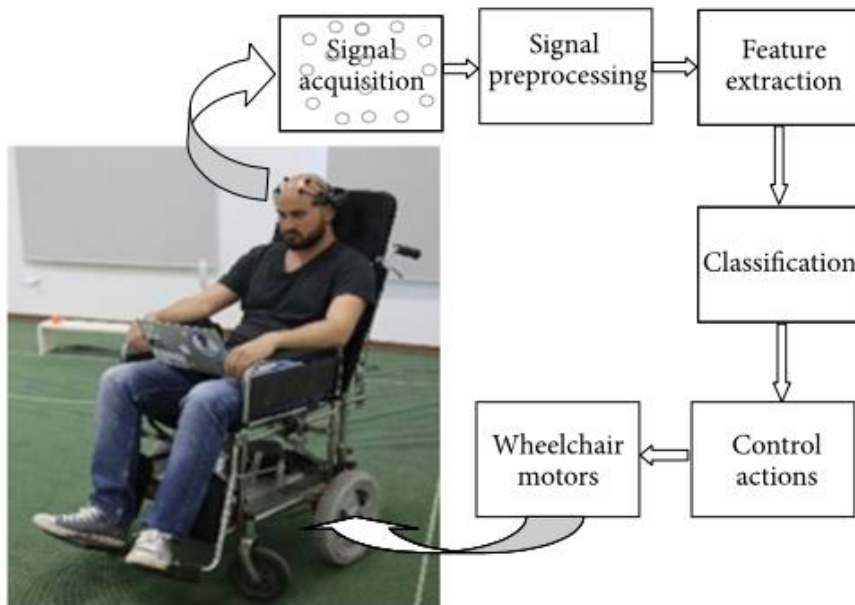 Signal
acquisition
Signal
preprocessing
Feature
extraction
Classification
Control
actions
Wheelchair
motors